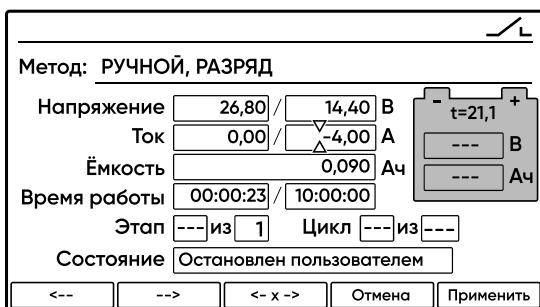 Метод: РУЧНОЙ, РАЗРЯД
Напряжение 26,80 / 14,40 В
Ток 0,00 / -4,00 А
Ёмкость 0,090 Ач
Время работы 00:00:23 / 10:00:00
Этап --- из 1 Цикл --- из ---
Состояние Остановлен пользователем
- +
t=21,1
--- В
--- Ач
<-- --> <- x -> Отмена Применить